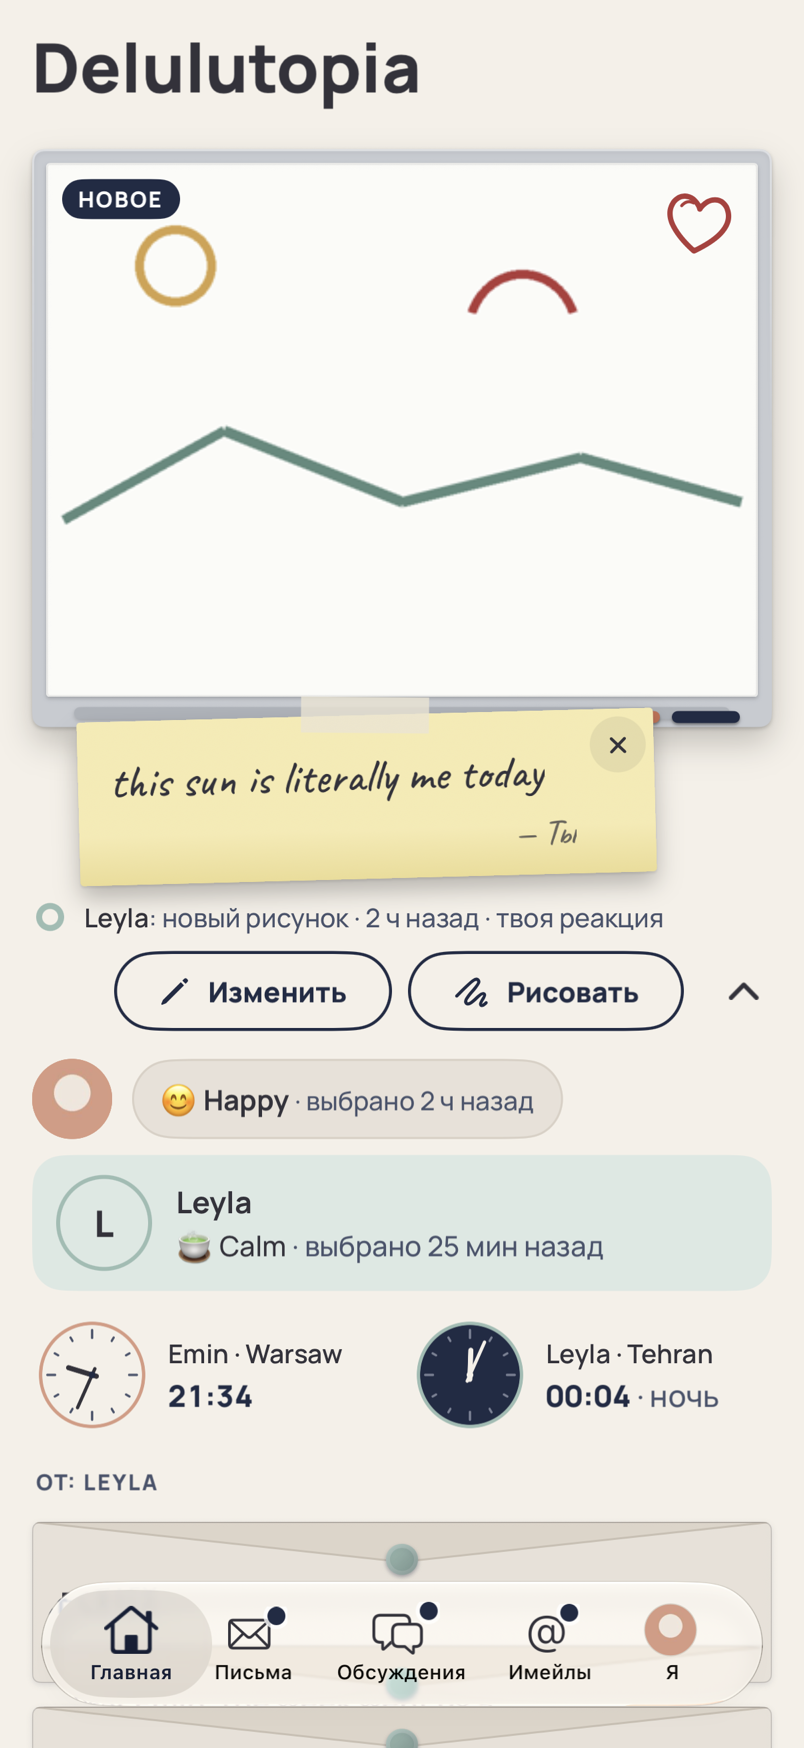 Delulutopia
НОВОЕ
this sun is literally me today
– Ты
Leyla: новый рисунок · 2 ч назад · твоя реакция
Изменить
Рисовать
😊 Happy · выбрано 2 ч назад
L
Leyla
🍵 Calm · выбрано 25 мин назад
Emin · Warsaw
21:34
Leyla · Tehran
00:04 · ночь
ОТ: LEYLA
Главная
Письма
Обсуждения
Имейлы
Я